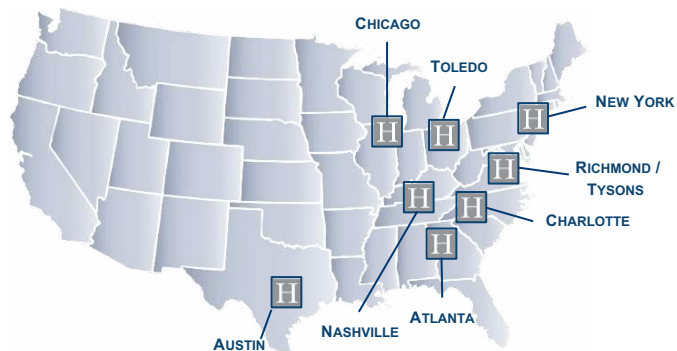 CHICAGO
TOLEDO
NEW YORK
RICHMOND /
TYSONS
CHARLOTTE
ATLANTA
NASHVILLE
AUSTIN
H
H
H
H
H
H
H
H